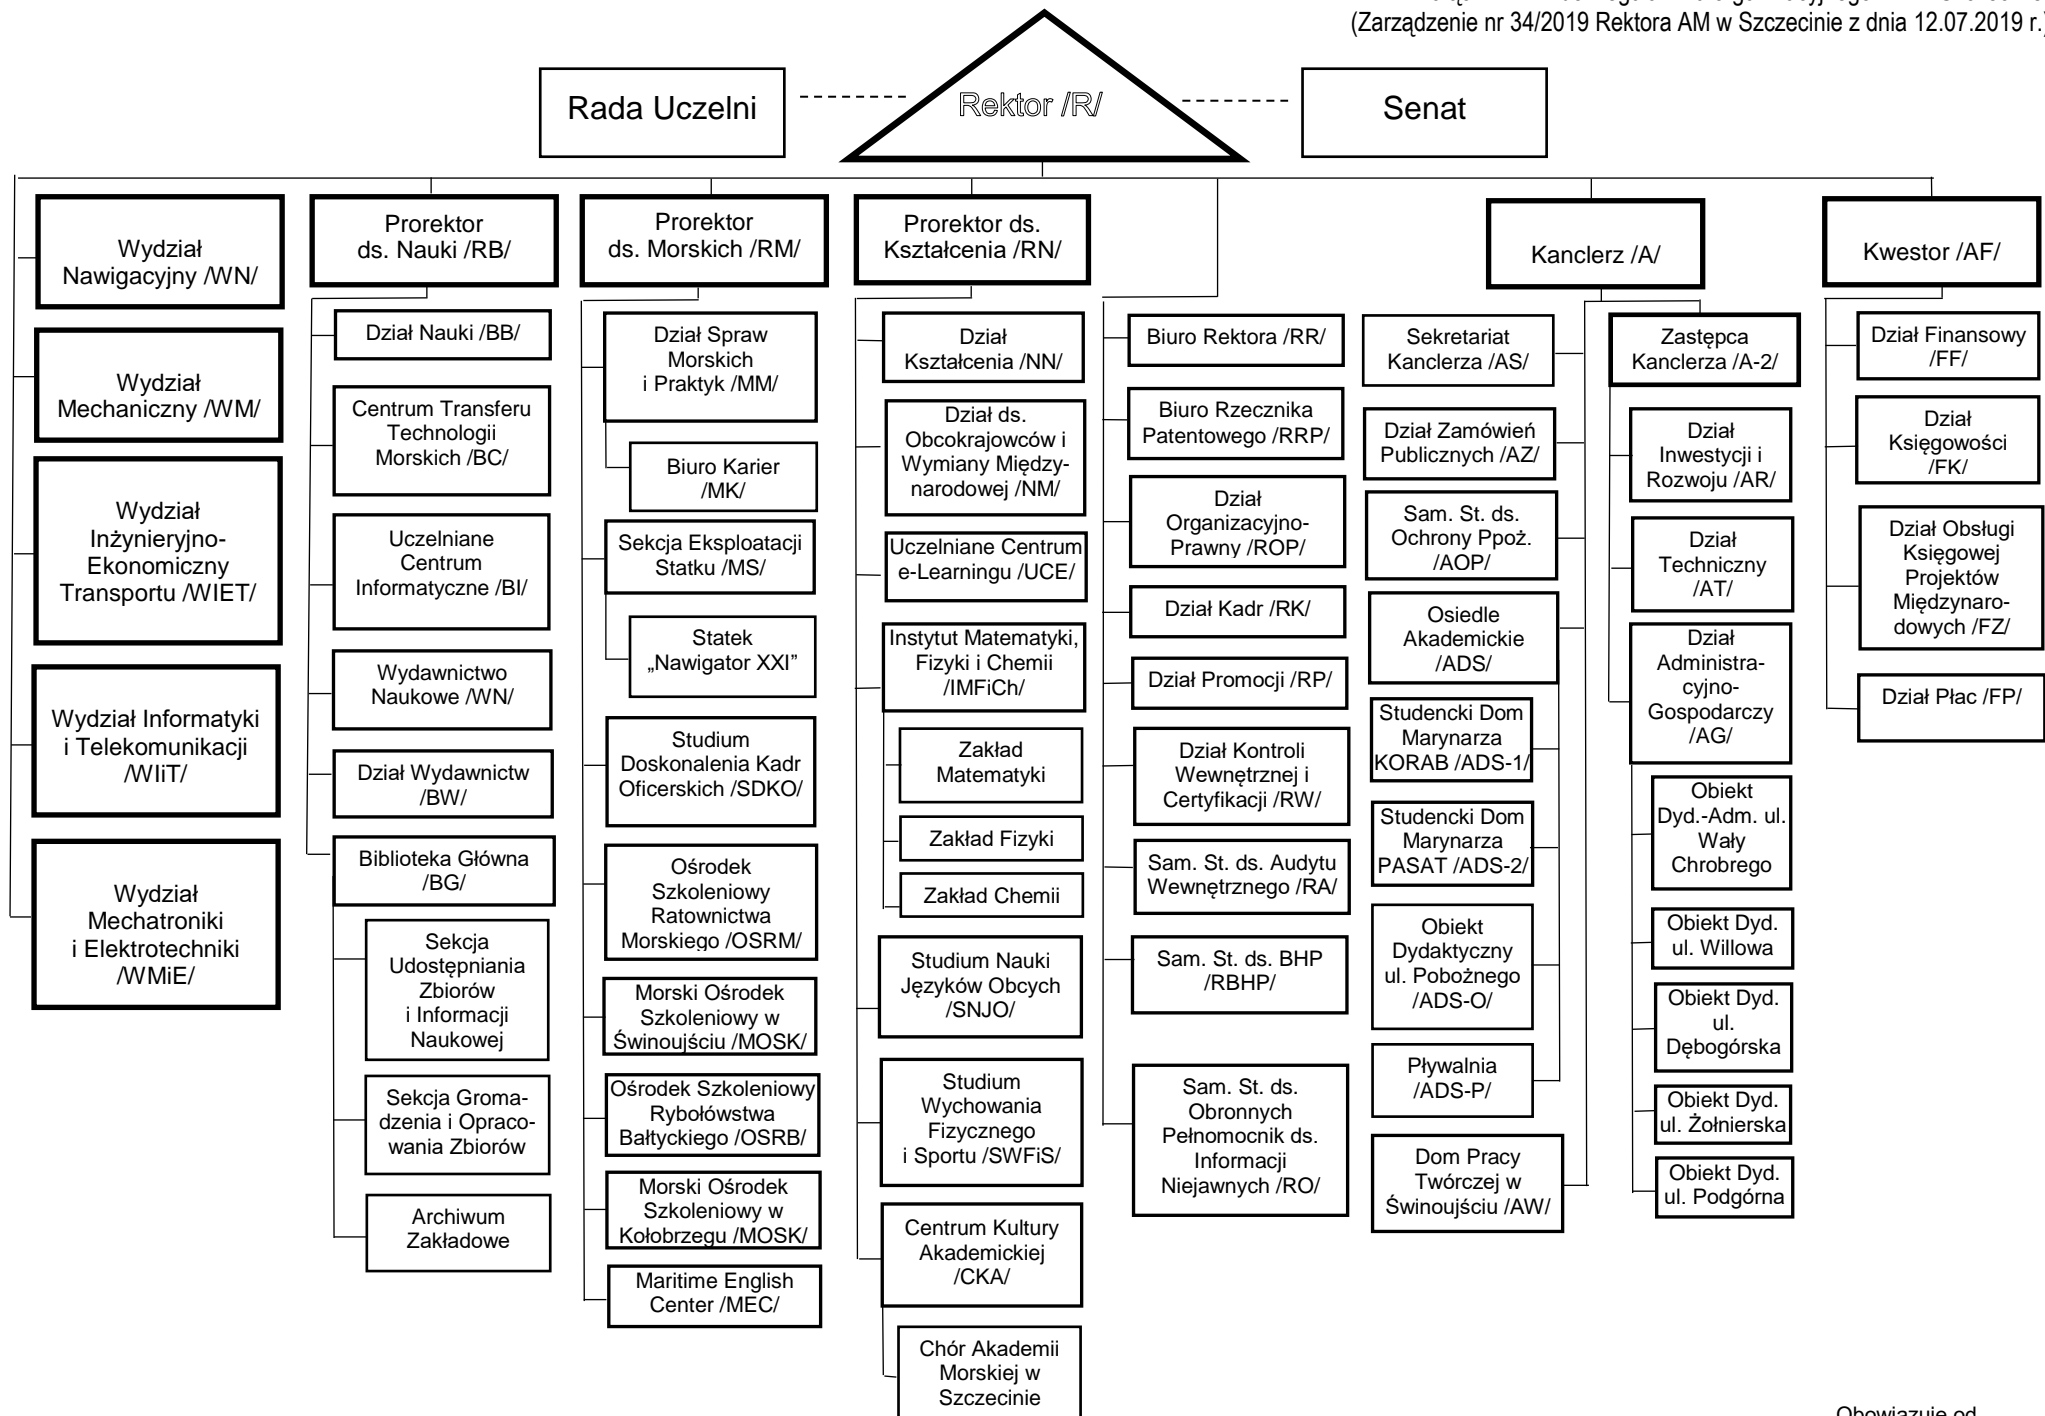 (Zarządzenie nr 34/2019 Rektora AM w Szczecinie z dnia 12.07.2019 r.)
Rada Uczelni
Rektor /R/
Senat
Wydział
Nawigacyjny /WN/
Wydział
Mechaniczny /WM/
Wydział
Inżynieryjno-
Ekonomiczny
Transportu /WIET/
Wydział Informatyki
i Telekomunikacji
/WIiT/
Wydział
Mechatroniki
i Elektrotechniki
/WMiE/
Prorektor
ds. Nauki /RB/
Dział Nauki /BB/
Centrum Transferu
Technologii
Morskich /BC/
Uczelniane
Centrum
Informatyczne /BI/
Wydawnictwo
Naukowe /WN/
Dział Wydawnictw
/BW/
Biblioteka Główna
/BG/
Sekcja
Udostępniania
Zbiorów
i Informacji
Naukowej
Sekcja Groma-
dzenia i Opraco-
wania Zbiorów
Archiwum
Zakładowe
Prorektor
ds. Morskich /RM/
Dział Spraw
Morskich
i Praktyk /MM/
Biuro Karier
/MK/
Sekcja Eksploatacji
Statku /MS/
Statek
„Nawigator XXI”
Studium
Doskonalenia Kadr
Oficerskich /SDKO/
Ośrodek
Szkoleniowy
Ratownictwa
Morskiego /OSRM/
Morski Ośrodek
Szkoleniowy w
Świnoujściu /MOSK/
Ośrodek Szkoleniowy
Rybołówstwa
Bałtyckiego /OSRB/
Morski Ośrodek
Szkoleniowy w
Kołobrzegu /MOSK/
Maritime English
Center /MEC/
Prorektor ds.
Kształcenia /RN/
Dział
Kształcenia /NN/
Dział ds.
Obcokrajowców i
Wymiany Między-
narodowej /NM/
Uczelniane Centrum
e-Learningu /UCE/
Instytut Matematyki,
Fizyki i Chemii
/IMFiCh/
Zakład
Matematyki
Zakład Fizyki
Zakład Chemii
Studium Nauki
Języków Obcych
/SNJO/
Studium
Wychowania
Fizycznego
i Sportu /SWFiS/
Centrum Kultury
Akademickiej
/CKA/
Chór Akademii
Morskiej w
Szczecinie
Biuro Rektora /RR/
Biuro Rzecznika
Patentowego /RRP/
Dział
Organizacyjno-
Prawny /ROP/
Dział Kadr /RK/
Dział Promocji /RP/
Dział Kontroli
Wewnętrznej i
Certyfikacji /RW/
Sam. St. ds. Audytu
Wewnętrznego /RA/
Sam. St. ds. BHP
/RBHP/
Sam. St. ds.
Obronnych
Pełnomocnik ds.
Informacji
Niejawnych /RO/
Kanclerz /A/
Sekretariat
Kanclerza /AS/
Dział Zamówień
Publicznych /AZ/
Sam. St. ds.
Ochrony Ppoż.
/AOP/
Osiedle
Akademickie
/ADS/
Studencki Dom
Marynarza
KORAB /ADS-1/
Studencki Dom
Marynarza
PASAT /ADS-2/
Obiekt
Dydaktyczny
ul. Pobożnego
/ADS-O/
Pływalnia
/ADS-P/
Dom Pracy
Twórczej w
Świnoujściu /AW/
Zastępca
Kanclerza /A-2/
Dział
Inwestycji i
Rozwoju /AR/
Dział
Techniczny
/AT/
Dział
Administra-
cyjno-
Gospodarczy
/AG/
Obiekt
Dyd.-Adm. ul.
Wały
Chrobrego
Obiekt Dyd.
ul. Willowa
Obiekt Dyd.
ul.
Dębogórska
Obiekt Dyd.
ul. Żołnierska
Obiekt Dyd.
ul. Podgórna
Kwestor /AF/
Dział Finansowy
/FF/
Dział
Księgowości
/FK/
Dział Obsługi
Księgowej
Projektów
Międzynaro-
dowych /FZ/
Dział Płac /FP/
Obowiązuje od